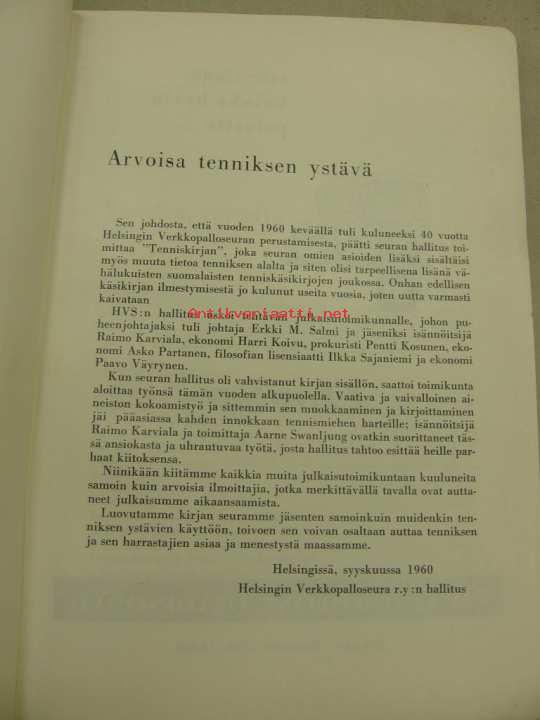 Arvoisa tenniksen ystävä
Sen johdosta, että vuoden 1960 keväällä tuli kuluneeksi 40 vuotta
Helsingin Verkkopalloseuran perustamisesta, päätti seuran hallitus toi-
mittaa "Tenniskirjan", joka seuran omien asioiden lisäksi sisältäisi
myös muuta tietoa tenniksen alalta ja siten olisi tarpeellisena lisänä vä-
hälukuisten suomalaisten tenniskäsikirjojen joukossa. Onhan edellisen
käsikirjan ilmestymisestä jo kulunut useita vuosia, joten uutta varmasti
kaivataan
antikvariaatti.net
HVS:n hallitus uskoi tehtävän julkaisutoimikunnalle, johon pu-
heenjohtajaksi tuli johtaja Erkki M. Salmi ja jäseniksi isännöitsijä
Raimo Karviala, ekonomi Harri Koivu, prokuristi Pentti Kosunen, eko-
nomi Asko Partanen, filosofian lisensiaatti Ilkka Sajaniemi ja ekonomi
Paavo Väyrynen.
Kun seuran hallitus oli vahvistanut kirjan sisällön, saattoi toimikunta
aloittaa työnsä tämän vuoden alkupuolella. Vaativa ja vaivalloinen ai-
neiston kokoamistyö ja sittemmin sen muokkaaminen ja kirjoittaminen
jäi pääasiassa kahden innokkaan tennismiehen harteille; isännöitsijä
Raimo Karviala ja toimittaja Aarne Swanljung ovatkin suorittaneet täs-
sä ansiokasta ja uhrautuvaa työtä, josta hallitus tahtoo esittää heille par-
haat kiitoksensa.
Niinikään kiitämme kaikkia muita julkaisutoimikuntaan kuuluneita
samoin kuin arvoisia ilmoittajia, jotka merkittävällä tavalla ovat autta-
neet julkaisumme aikaansaamista.
Luovutamme kirjan seuramme jäsenten samoinkuin muidenkin ten-
niksen ystävien käyttöön, toivoen sen voivan osaltaan auttaa tenniksen
ja sen harrastajien asiaa ja menestystä maassamme.
Helsingissä, syyskuussa 1960
Helsingin Verkkopalloseura r.y:n hallitus